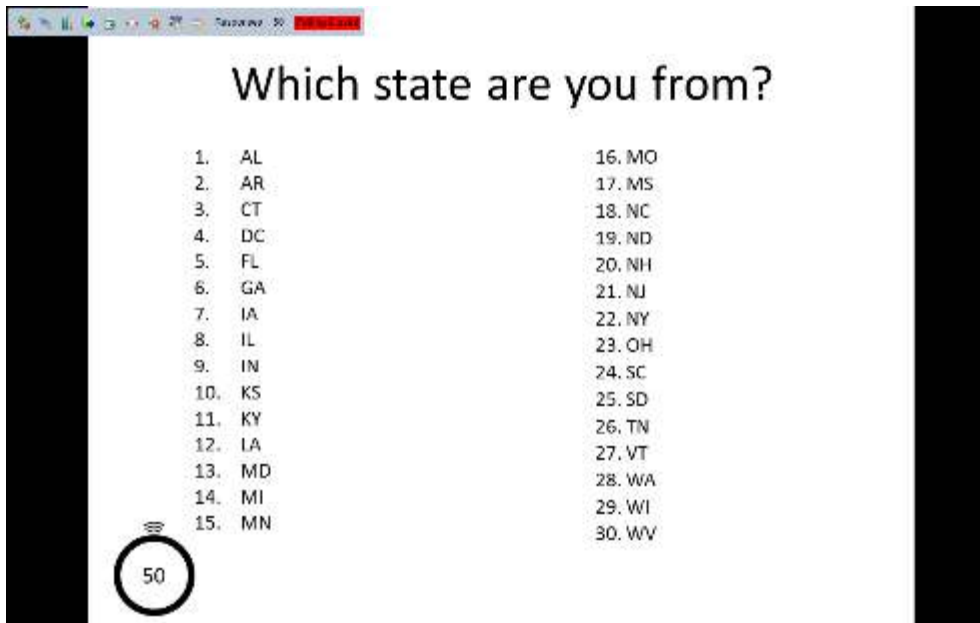 Responses 50
Which state are you from?
1. AL
2. AR
3. CT
4. DC
5. FL
6. GA
7. IA
8. IL
9. IN
10. KS
11. KY
12. LA
13. MD
14. MI
15. MN
16. MO
17. MS
18. NC
19. ND
20. NH
21. NJ
22. NY
23. OH
24. SC
25. SD
26. TN
27. VT
28. WA
29. WI
30. WV
50